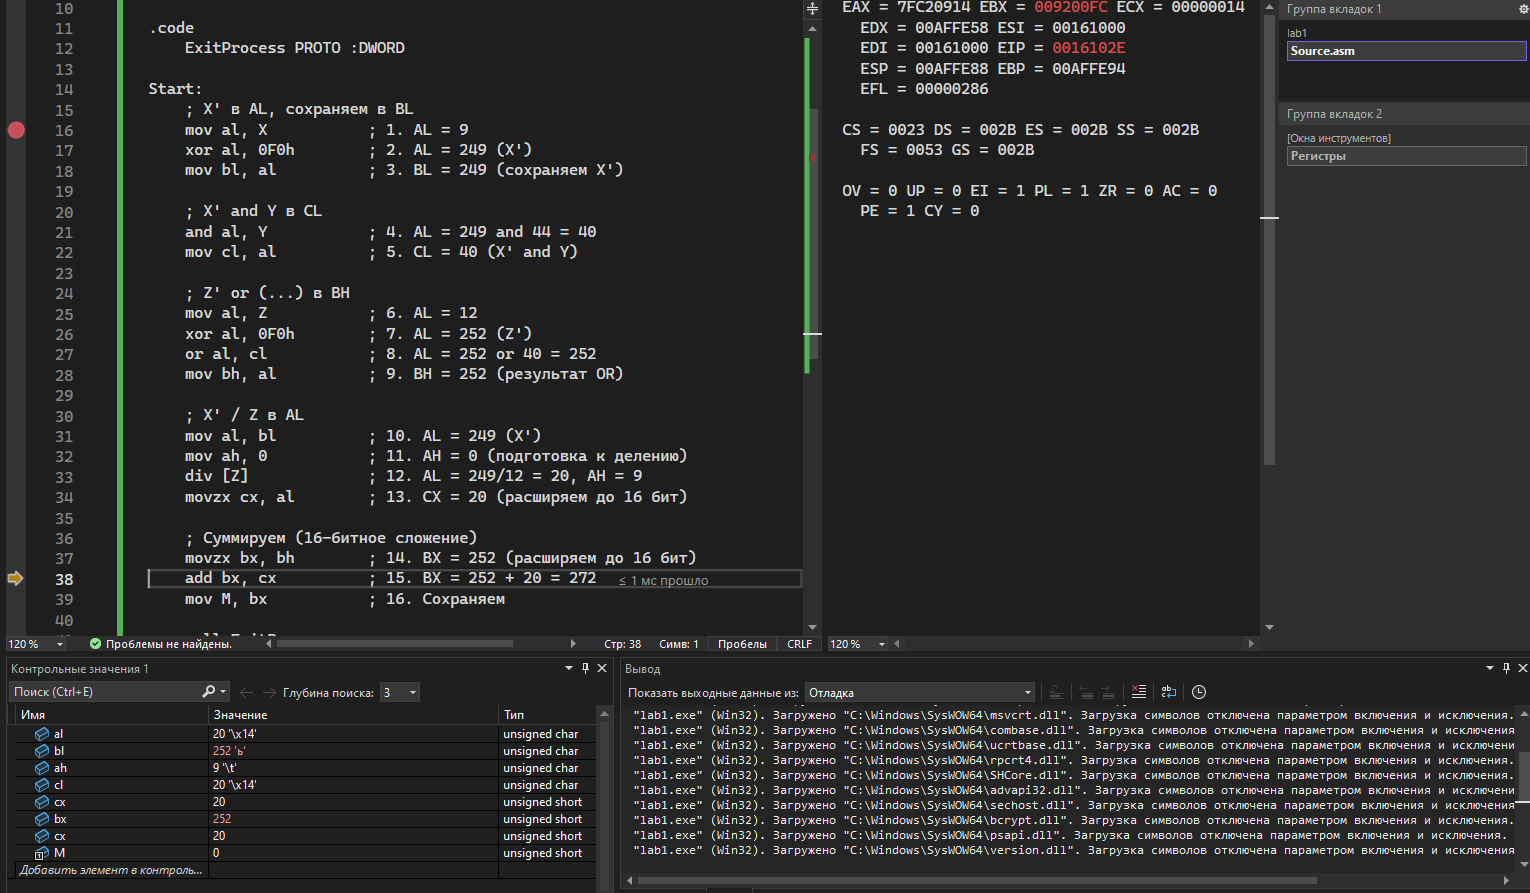 10
11 .code
12 ExitProcess PROTO :DWORD
13
14 Start:
15 ; X' в AL, сохраняем в BL
16 mov al, X ; 1. AL = 9
17 xor al, 0F0h ; 2. AL = 249 (X')
18 mov bl, al ; 3. BL = 249 (сохраняем X')
19
20 ; X' and Y в CL
21 and al, Y ; 4. AL = 249 and 44 = 40
22 mov cl, al ; 5. CL = 40 (X' and Y)
23
24 ; Z' or (...) в BH
25 mov al, Z ; 6. AL = 12
26 xor al, 0F0h ; 7. AL = 252 (Z')
27 or al, cl ; 8. AL = 252 or 40 = 252
28 mov bh, al ; 9. BH = 252 (результат OR)
29
30 ; X' / Z в AL
31 mov al, bl ; 10. AL = 249 (X')
32 mov ah, 0 ; 11. AH = 0 (подготовка к делению)
33 div [Z] ; 12. AL = 249/12 = 20, AH = 9
34 movzx cx, al ; 13. CX = 20 (расширяем до 16 бит)
35
36 ; Суммируем (16-битное сложение)
37 movzx bx, bh ; 14. BX = 252 (расширяем до 16 бит)
38 add bx, cx ; 15. BX = 252 + 20 = 272 ≤ 1 мс прошло
39 mov M, bx ; 16. Сохраняем
40
120 % Проблемы не найдены. Стр: 38 Симв: 1 Пробелы CRLF
EAX = 7FC20914 EBX = 009200FC ECX = 00000014
EDX = 00AFFE58 ESI = 00161000
EDI = 00161000 EIP = 0016102E
ESP = 00AFFE88 EBP = 00AFFE94
EFL = 00000286
CS = 0023 DS = 002B ES = 002B SS = 002B
FS = 0053 GS = 002B
OV = 0 UP = 0 EI = 1 PL = 1 ZR = 0 AC = 0
PE = 1 CY = 0
120 %
Группа вкладок 1
lab1
Source.asm
Группа вкладок 2
[Окна инструментов]
Регистры
Контрольные значения 1
Поиск (Ctrl+E) Глубина поиска: 3
Имя Значение Тип
al 20 '\x14' unsigned char
bl 252 'ь' unsigned char
ah 9 '\t' unsigned char
cl 20 '\x14' unsigned char
cx 20 unsigned short
bx 252 unsigned short
cx 20 unsigned short
M 0 unsigned short
Добавить элемент в контроль...
Вывод
Показать выходные данные из: Отладка
"lab1.exe" (Win32). Загружено "C:\Windows\SysWOW64\msvcrt.dll". Загрузка символов отключена параметром включения и исключения.
"lab1.exe" (Win32). Загружено "C:\Windows\SysWOW64\combase.dll". Загрузка символов отключена параметром включения и исключения
"lab1.exe" (Win32). Загружено "C:\Windows\SysWOW64\ucrtbase.dll". Загрузка символов отключена параметром включения и исключени
"lab1.exe" (Win32). Загружено "C:\Windows\SysWOW64\rpcrt4.dll". Загрузка символов отключена параметром включения и исключения.
"lab1.exe" (Win32). Загружено "C:\Windows\SysWOW64\SHCore.dll". Загрузка символов отключена параметром включения и исключения.
"lab1.exe" (Win32). Загружено "C:\Windows\SysWOW64\advapi32.dll". Загрузка символов отключена параметром включения и исключени
"lab1.exe" (Win32). Загружено "C:\Windows\SysWOW64\sechost.dll". Загрузка символов отключена параметром включения и исключения
"lab1.exe" (Win32). Загружено "C:\Windows\SysWOW64\bcrypt.dll". Загрузка символов отключена параметром включения и исключения.
"lab1.exe" (Win32). Загружено "C:\Windows\SysWOW64\psapi.dll". Загрузка символов отключена параметром включения и исключения.
"lab1.exe" (Win32). Загружено "C:\Windows\SysWOW64\version.dll". Загрузка символов отключена параметром включения и исключения